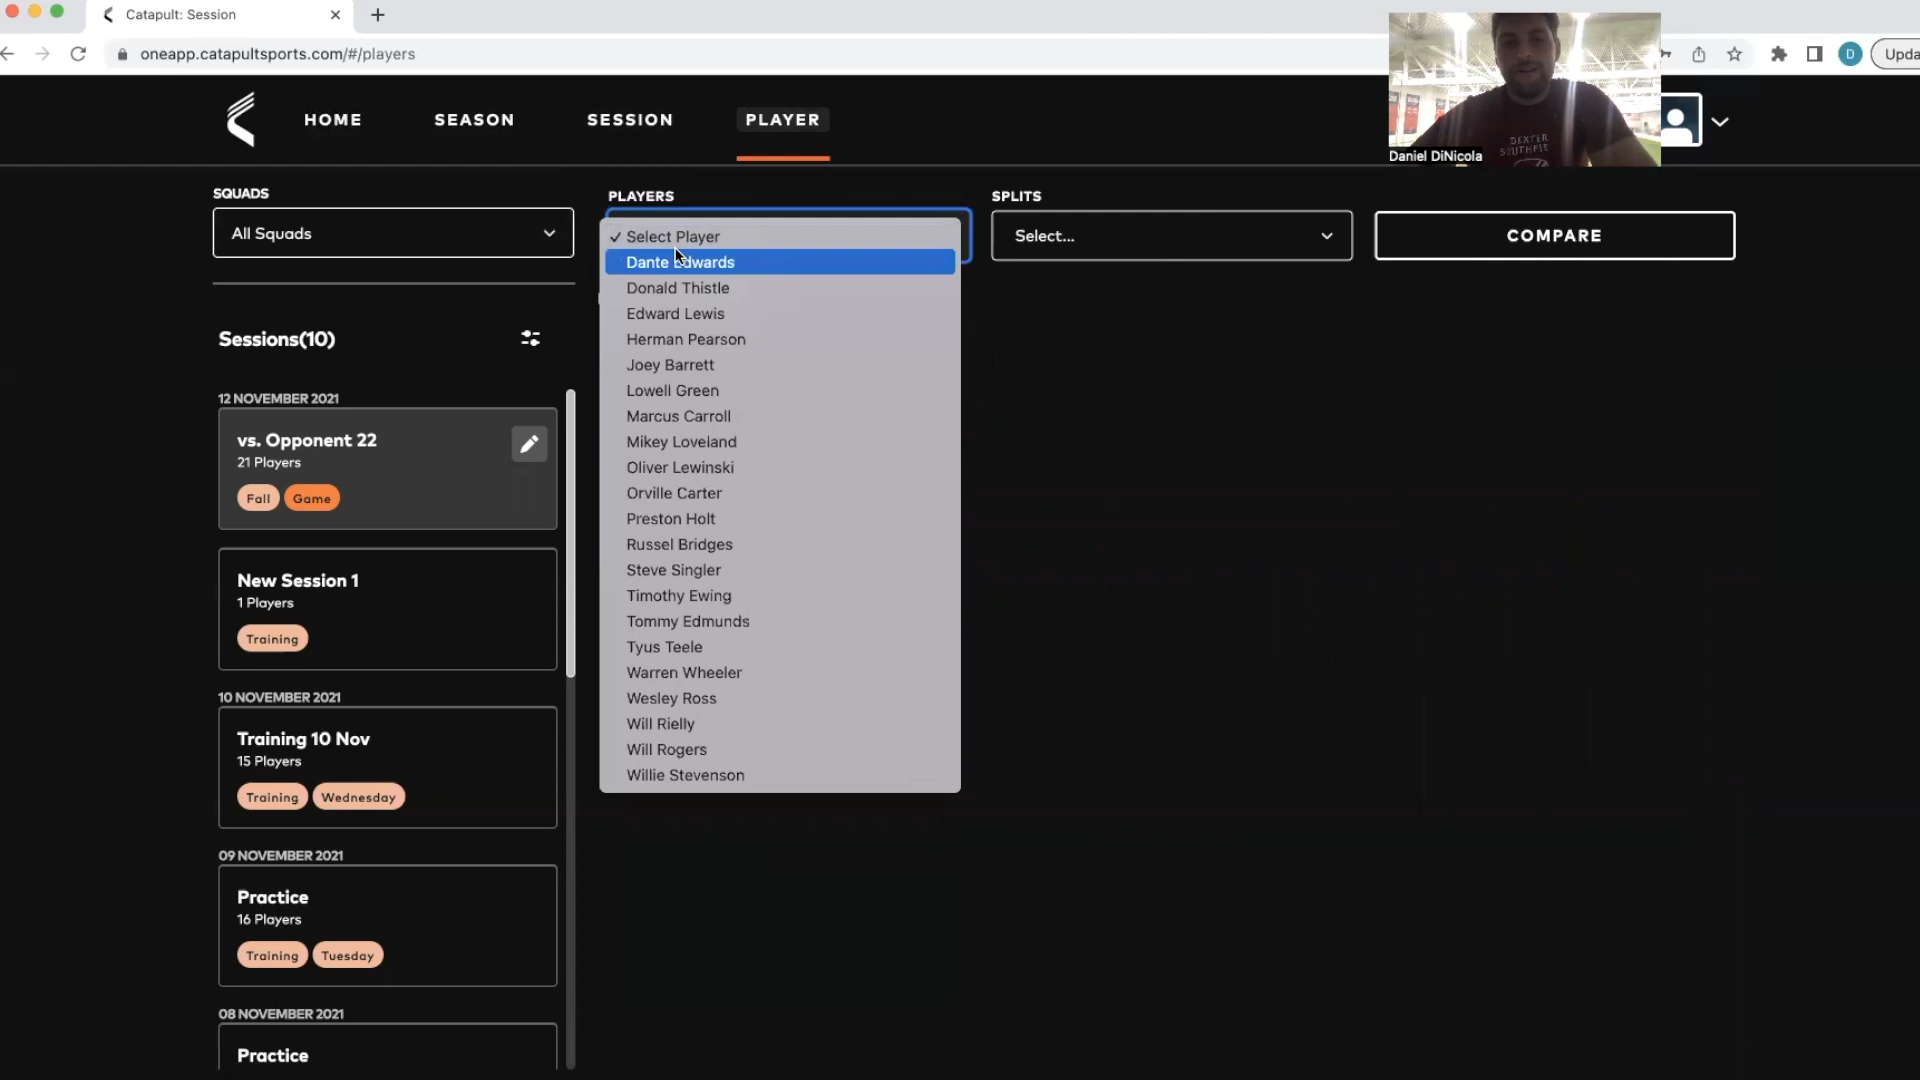 Catapult: Session
oneapp.catapultsports.com/#/players
D
Upda
HOME
SEASON
SESSION
PLAYER
DEXTER
Daniel DiNicola
SQUADS
All Squads
PLAYERS
✓ Select Player
Dante Edwards
Donald Thistle
Edward Lewis
Herman Pearson
Joey Barrett
Lowell Green
Marcus Carroll
Mikey Loveland
Oliver Lewinski
Orville Carter
Preston Holt
Russel Bridges
Steve Singler
Timothy Ewing
Tommy Edmunds
Tyus Teele
Warren Wheeler
Wesley Ross
Will Rielly
Will Rogers
Willie Stevenson
SPLITS
Select...
COMPARE
Sessions(10)
12 NOVEMBER 2021
vs. Opponent 22
21 Players
Fall Game
New Session 1
1 Players
Training
10 NOVEMBER 2021
Training 10 Nov
15 Players
Training Wednesday
09 NOVEMBER 2021
Practice
16 Players
Training Tuesday
08 NOVEMBER 2021
Practice